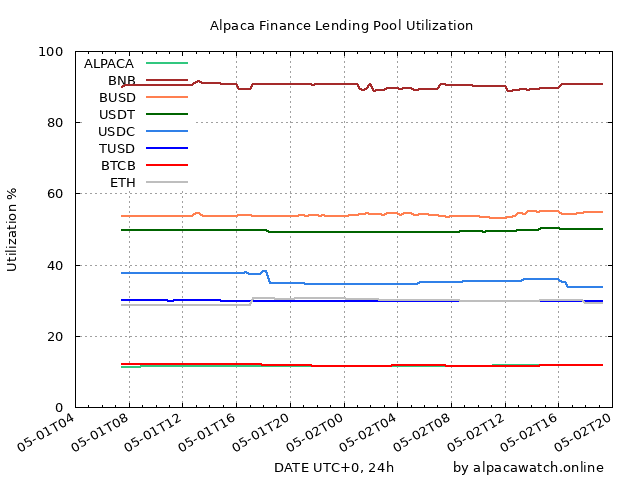 Alpaca Finance Lending Pool Utilization
100
80
60
40
20
0
Utilization %
ALPACA
BNB
BUSD
USDT
USDC
TUSD
BTCB
ETH
05-01T04
05-01T08
05-01T12
05-01T16
05-01T20
05-02T00
05-02T04
05-02T08
05-02T12
05-02T16
05-02T20
DATE UTC+0, 24h
by alpacawatch.online